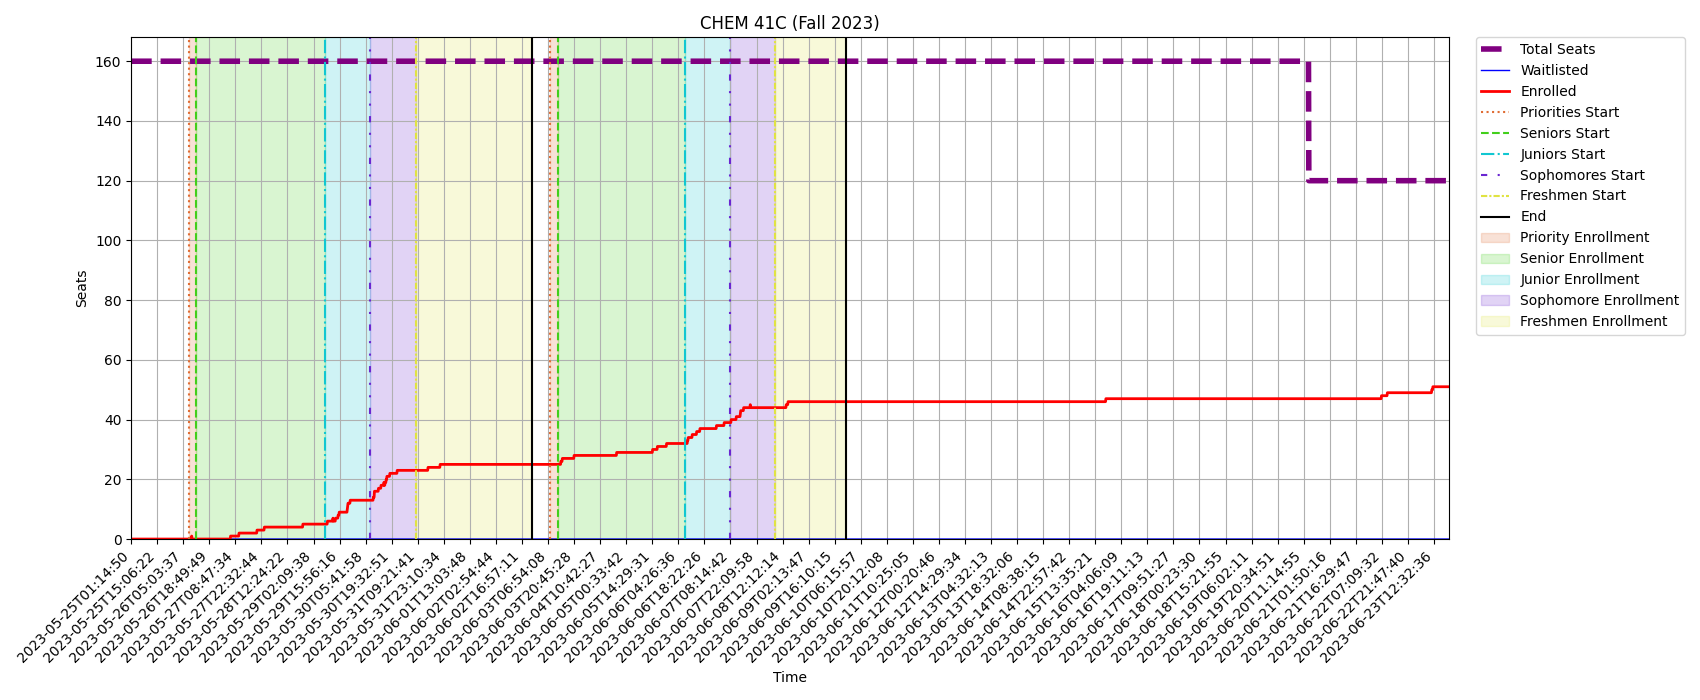 CHEM 41C (Fall 2023)
Seats
160
140
120
100
80
60
40
20
0
2023-05-25T01:14:50
2023-05-25T15:06:22
2023-05-26T05:03:37
2023-05-26T18:49:49
2023-05-27T08:47:34
2023-05-27T22:32:44
2023-05-28T12:24:22
2023-05-29T02:09:38
2023-05-29T15:56:16
2023-05-30T05:41:58
2023-05-30T19:32:51
2023-05-31T09:21:41
2023-05-31T23:10:34
2023-06-01T13:03:48
2023-06-02T02:54:44
2023-06-02T16:57:11
2023-06-03T06:54:08
2023-06-03T20:45:28
2023-06-04T10:42:27
2023-06-05T00:33:42
2023-06-05T14:29:31
2023-06-06T04:26:36
2023-06-06T18:22:26
2023-06-07T08:14:42
2023-06-07T22:09:58
2023-06-08T12:12:14
2023-06-09T02:13:47
2023-06-09T16:10:15
2023-06-10T06:15:57
2023-06-10T20:12:08
2023-06-11T10:25:05
2023-06-12T00:20:46
2023-06-12T14:29:34
2023-06-13T04:32:13
2023-06-13T18:32:06
2023-06-14T08:38:15
2023-06-14T22:57:42
2023-06-15T13:35:21
2023-06-16T04:06:09
2023-06-16T19:11:13
2023-06-17T09:51:27
2023-06-18T00:23:30
2023-06-18T15:21:55
2023-06-19T06:02:11
2023-06-19T20:34:51
2023-06-20T11:14:55
2023-06-21T01:50:16
2023-06-21T16:29:47
2023-06-22T07:09:32
2023-06-22T21:47:40
2023-06-23T12:32:36
Time
Total Seats
Waitlisted
Enrolled
Priorities Start
Seniors Start
Juniors Start
Sophomores Start
Freshmen Start
End
Priority Enrollment
Senior Enrollment
Junior Enrollment
Sophomore Enrollment
Freshmen Enrollment